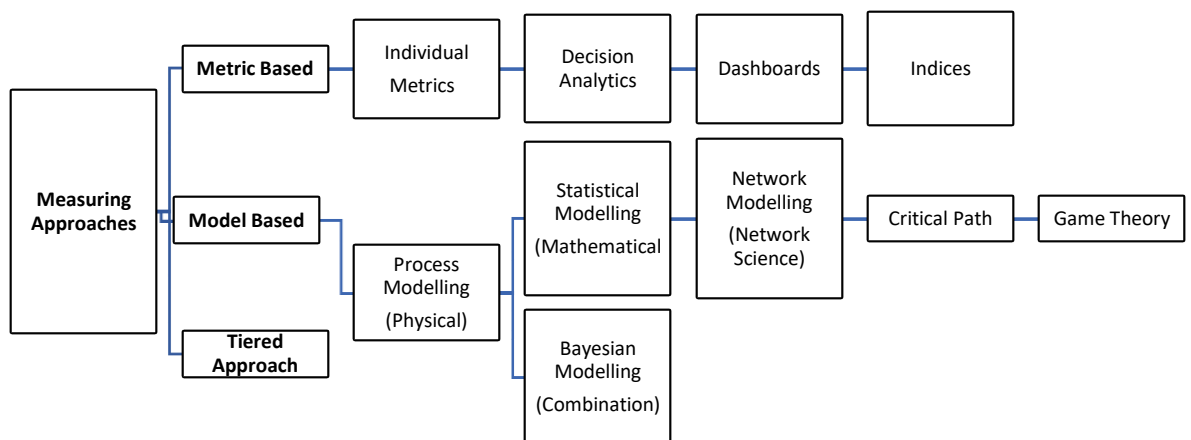 Measuring
Approaches
Metric Based
Individual
Metrics
Decision
Analytics
Dashboards
Indices
Model Based
Process
Modelling
(Physical)
Statistical
Modelling
(Mathematical
Network
Modelling
(Network
Science)
Critical Path
Game Theory
Bayesian
Modelling
(Combination)
Tiered
Approach